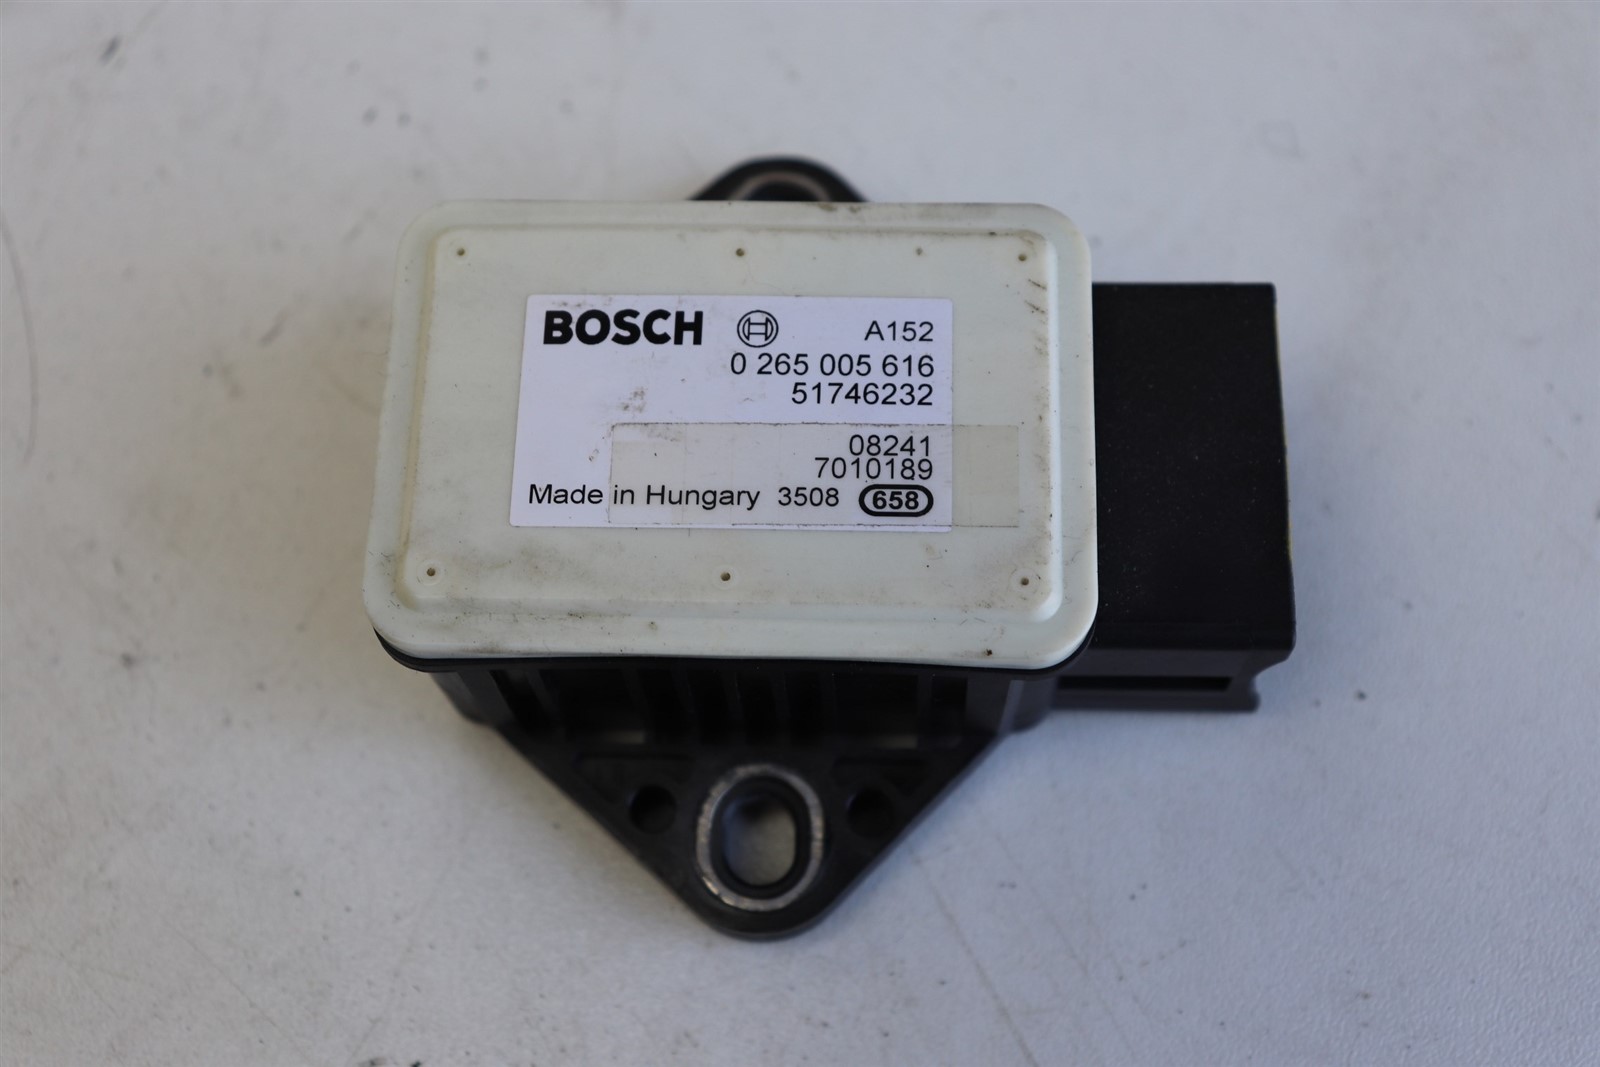 BOSCH A152
0 265 005 616
51746232
08241
7010189
Made in Hungary 3508 658